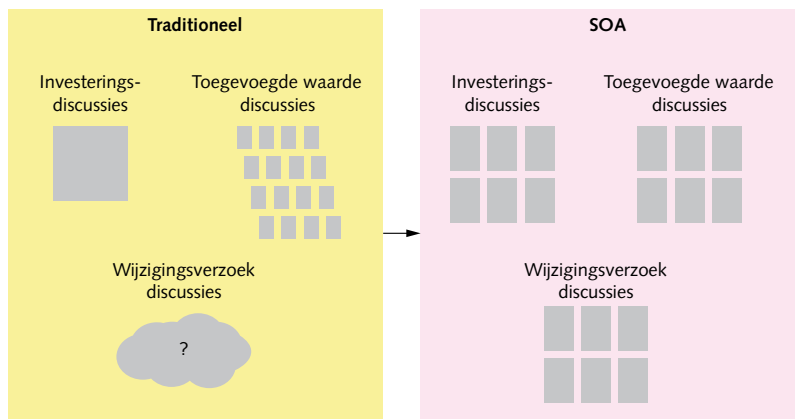 Traditioneel
Investerings-
discussies
Toegevoegde waarde
discussies
Wijzigingsverzoek
discussies
?
SOA
Investerings-
discussies
Toegevoegde waarde
discussies
Wijzigingsverzoek
discussies